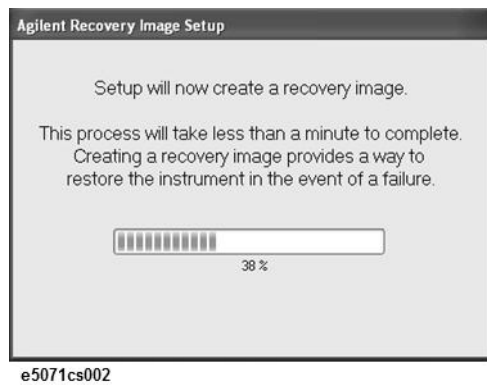 Agilent Recovery Image Setup
Setup will now create a recovery image.
This process will take less than a minute to complete.
Creating a recovery image provides a way to
restore the instrument in the event of a failure.
38 %
e5071cs002